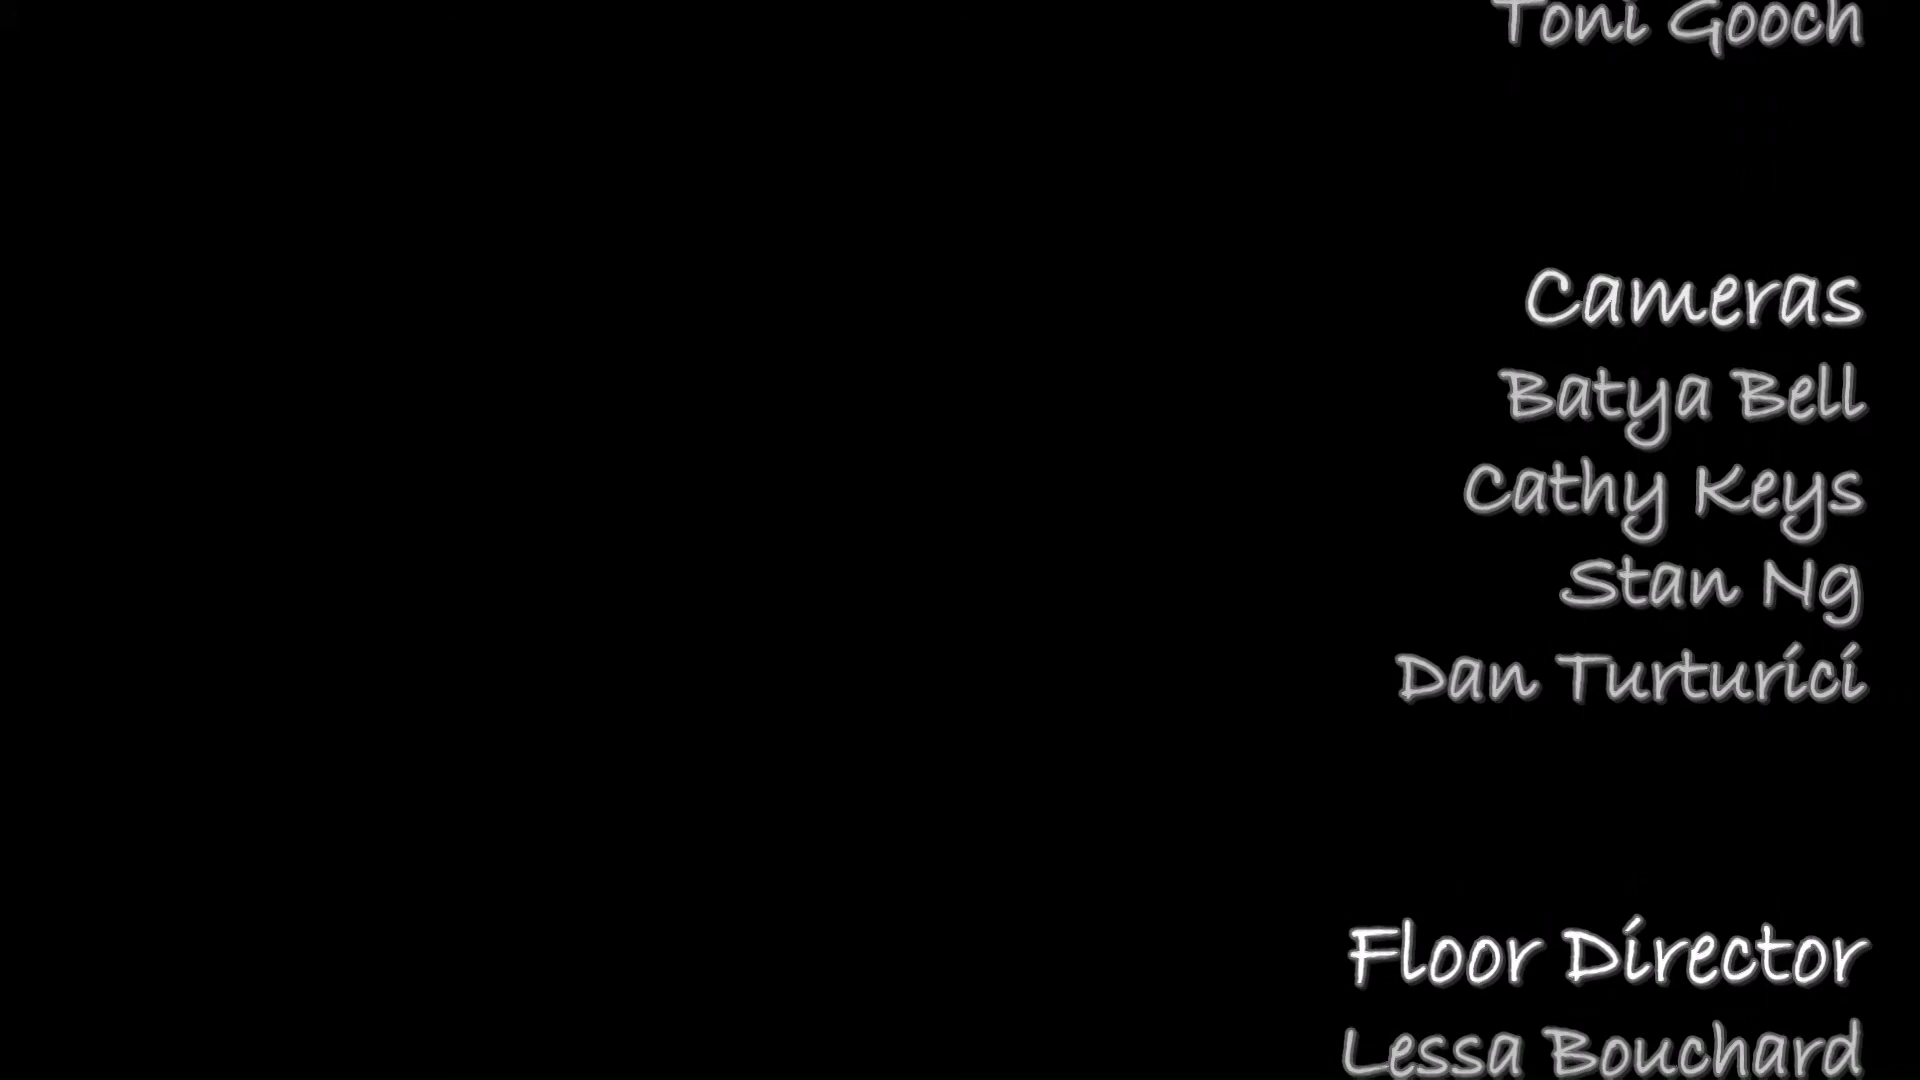 Toni Gooch
Cameras
Batya Bell
Cathy Keys
Stan Ng
Dan Turturici
Floor Director
Lessa Bouchard